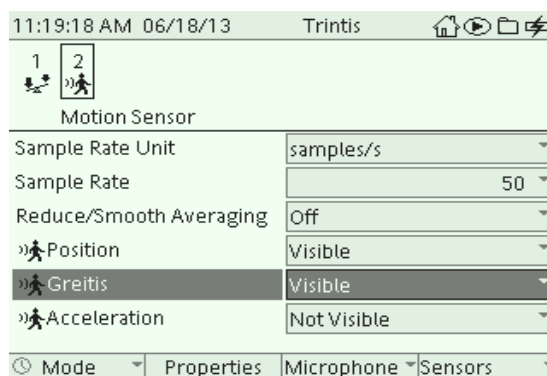 11:19:18 AM 06/18/13 Trintis
1 2
Motion Sensor
Sample Rate Unit samples/s
Sample Rate 50
Reduce/Smooth Averaging Off
Position Visible
Greitis Visible
Acceleration Not Visible
Mode Properties Microphone Sensors